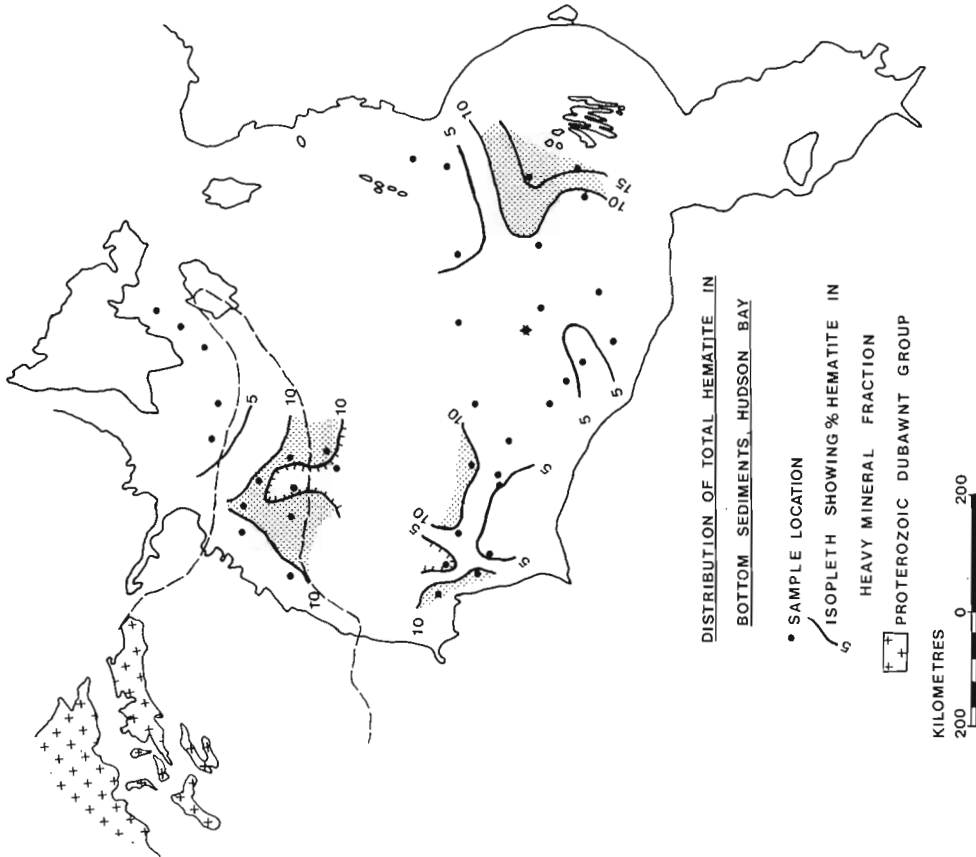 DISTRIBUTION OF TOTAL HEMATITE IN
BOTTOM SEDIMENTS, HUDSON BAY
SAMPLE LOCATION
5
ISOPLETH SHOWING % HEMATITE IN
HEAVY MINERAL FRACTION
PROTEROZOIC DUBAWNT GROUP
KILOMETRES
200 0 200
5
10
10
10
5
10
15
10
10
10
5
5
10
5
5
5